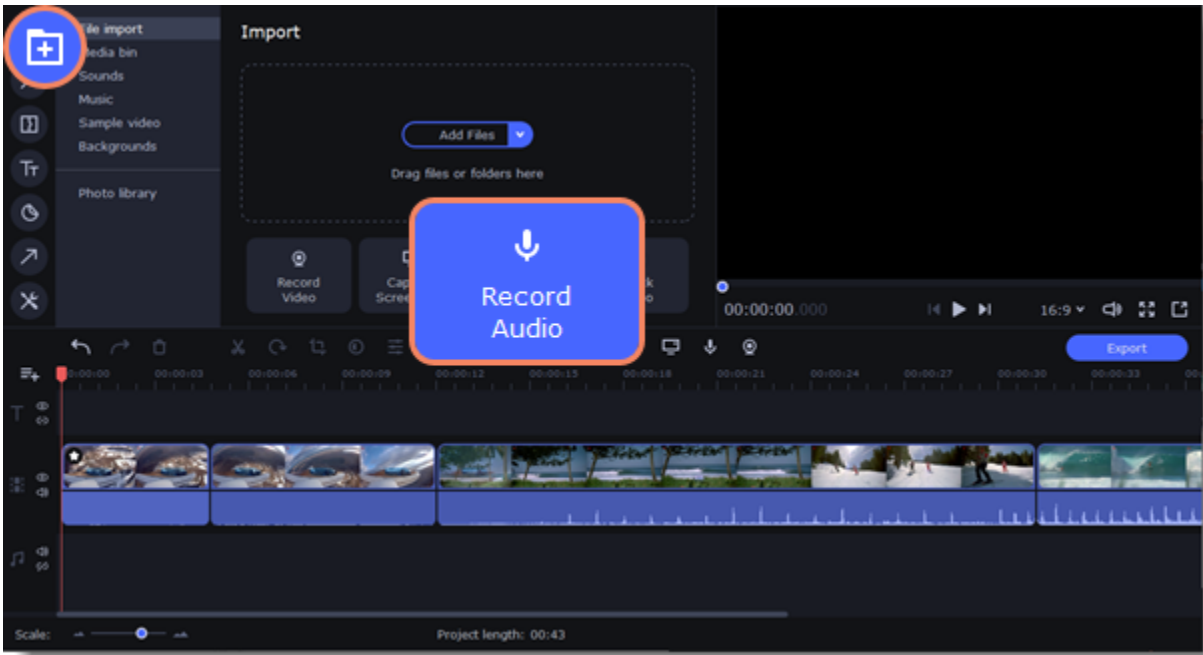 File import
Import
Media bin
Sounds
Music
Sample video
Backgrounds
Photo library
Add Files
Drag files or folders here
Record
Video
Record
Audio
00:00:00.000
16:9
Export
0:00:00
00:00:03
00:00:06
00:00:09
00:00:12
00:00:15
00:00:18
00:00:21
00:00:24
00:00:27
00:00:30
00:00:33
Scale:
Project length: 00:43